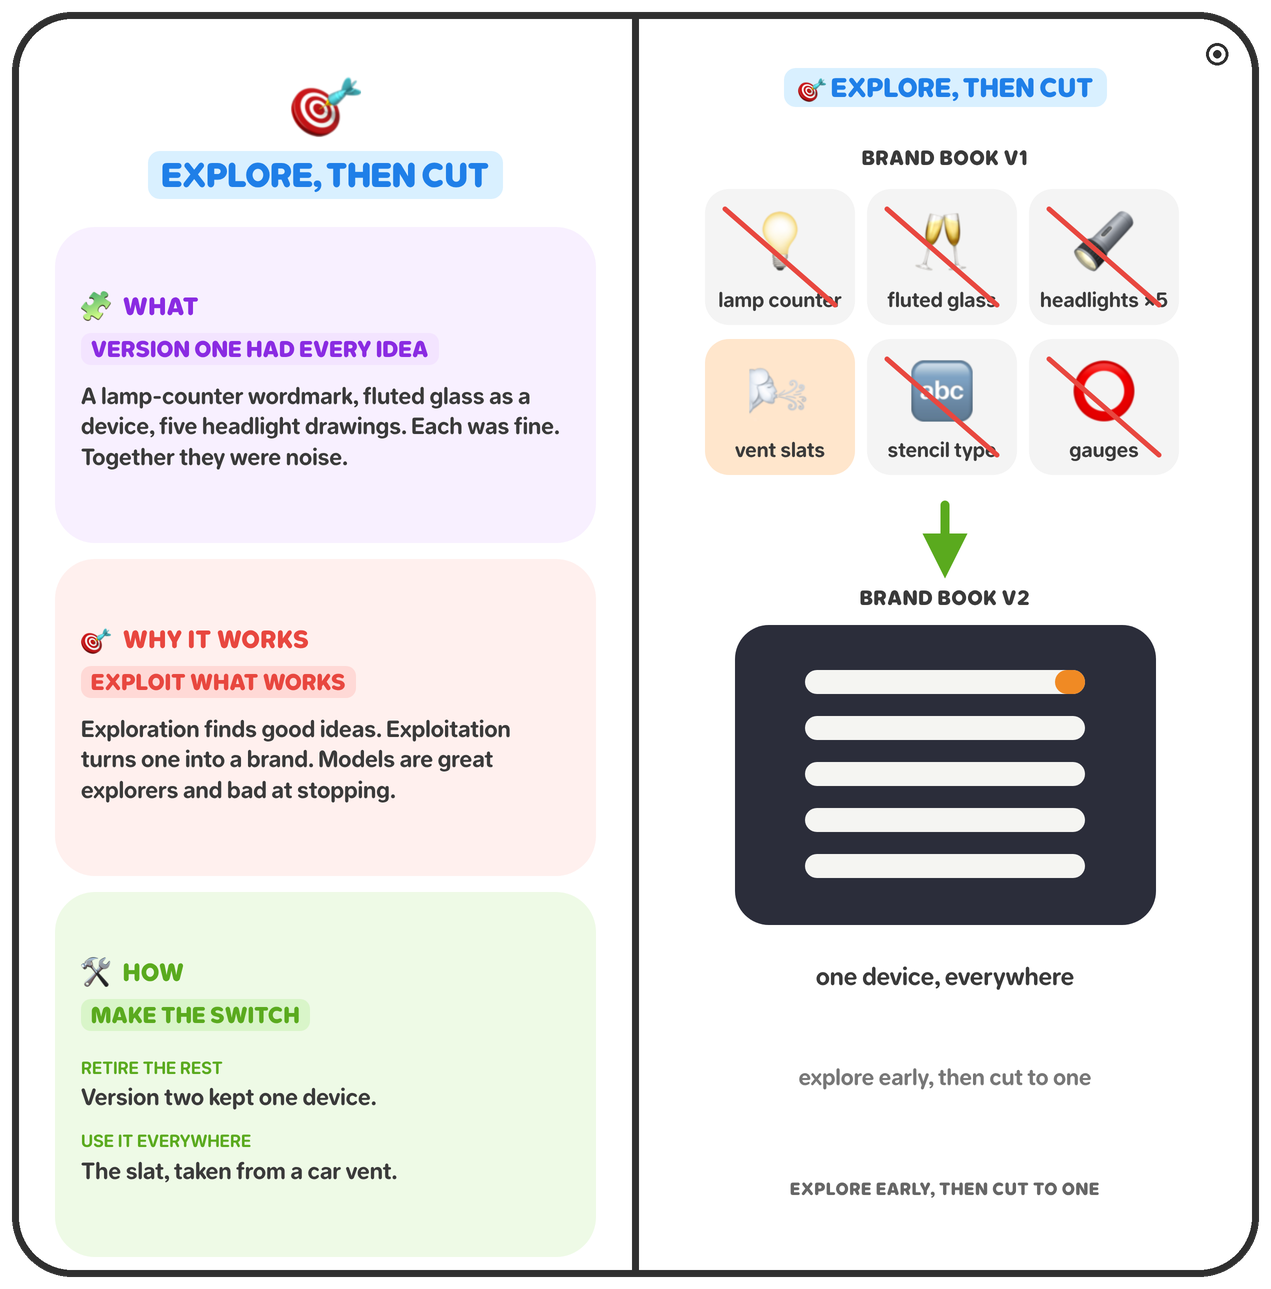 EXPLORE, THEN CUT
WHAT
VERSION ONE HAD EVERY IDEA
A lamp-counter wordmark, fluted glass as a
device, five headlight drawings. Each was fine.
Together they were noise.
WHY IT WORKS
EXPLOIT WHAT WORKS
Exploration finds good ideas. Exploitation
turns one into a brand. Models are great
explorers and bad at stopping.
HOW
MAKE THE SWITCH
RETIRE THE REST
Version two kept one device.
USE IT EVERYWHERE
The slat, taken from a car vent.
EXPLORE, THEN CUT
BRAND BOOK V1
lamp counter
fluted glass
headlights ×5
vent slats
abc
stencil type
gauges
BRAND BOOK V2
one device, everywhere
explore early, then cut to one
EXPLORE EARLY, THEN CUT TO ONE